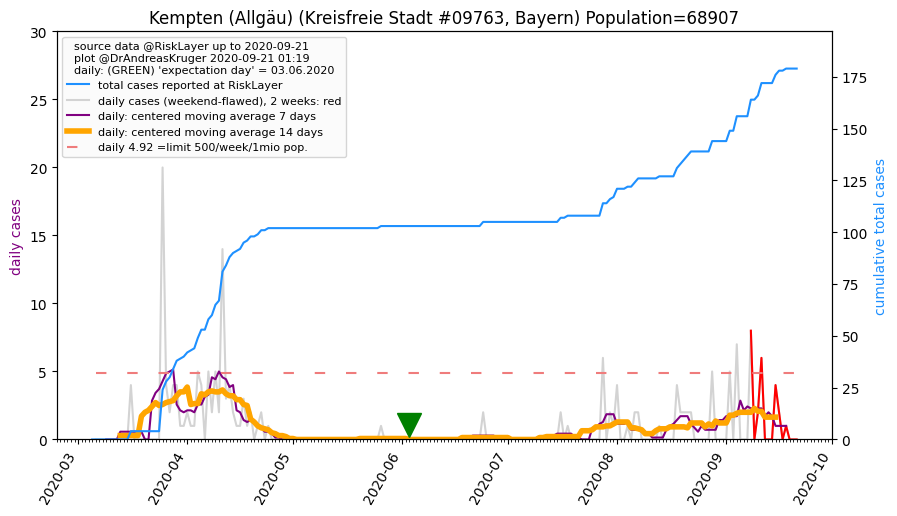 Kempten (Allgäu) (Kreisfreie Stadt #09763, Bayern) Population=68907
source data @RiskLayer up to 2020-09-21
plot @DrAndreasKruger 2020-09-21 01:19
daily: (GREEN) 'expectation day' = 03.06.2020
total cases reported at RiskLayer
daily cases (weekend-flawed), 2 weeks: red
daily: centered moving average 7 days
daily: centered moving average 14 days
daily 4.92 =limit 500/week/1mio pop.
daily cases
30
25
20
15
10
5
0
cumulative total cases
175
150
125
100
75
50
25
0
2020-03
2020-04
2020-05
2020-06
2020-07
2020-08
2020-09
2020-10